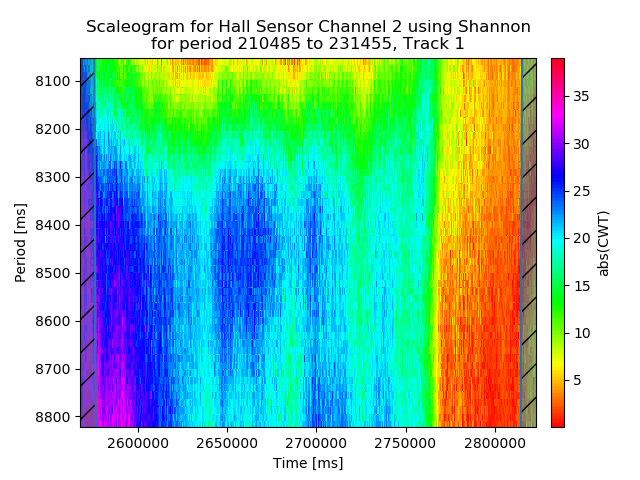 Scaleogram for Hall Sensor Channel 2 using Shannon
for period 210485 to 231455, Track 1
8100
8200
8300
8400
8500
8600
8700
8800
Period [ms]
2600000 2650000 2700000 2750000 2800000
Time [ms]
35
30
25
20
15
10
5
abs(CWT)